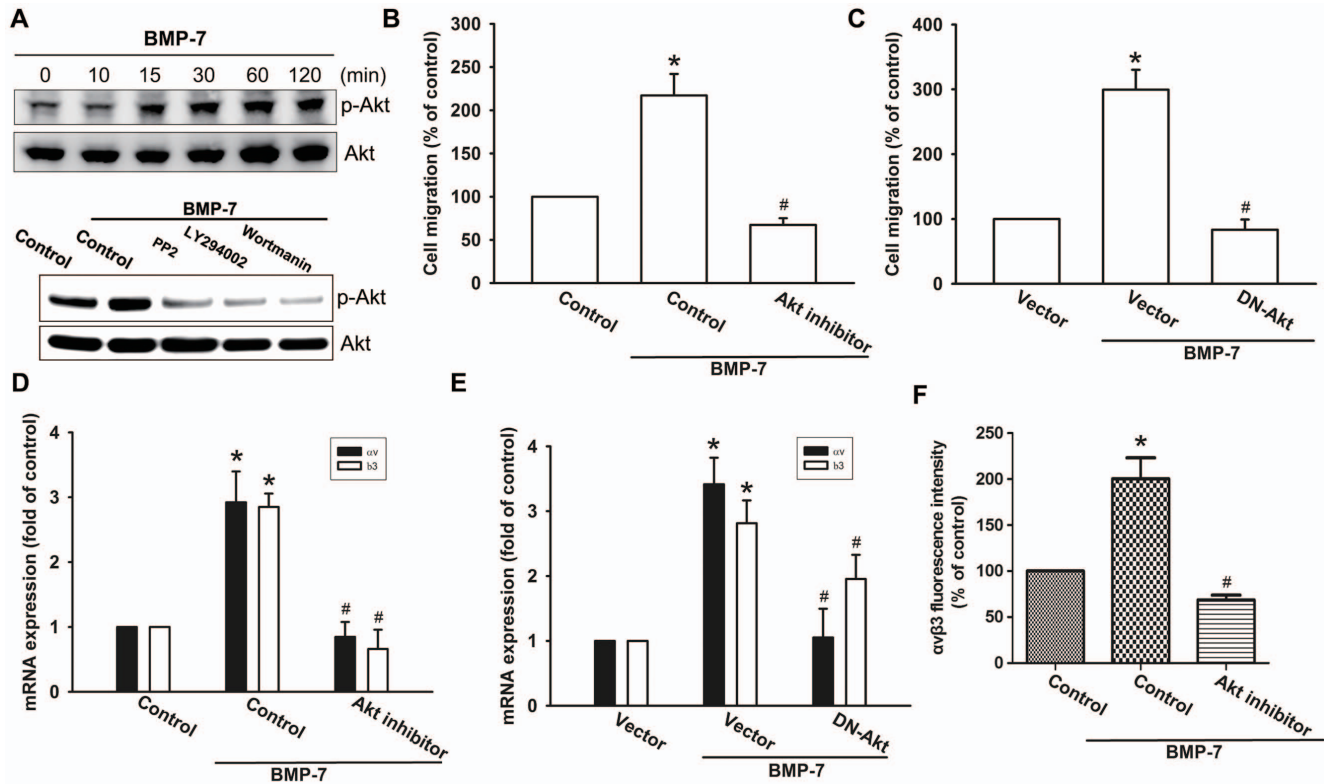 A
BMP-7
0 10 15 30 60 120 (min)
p-Akt
Akt
BMP-7
Control Control PP2 LY294002 Wortmanin
p-Akt
Akt
B
Cell migration (% of control)
300
250
200
150
100
50
0
*
#
Control Control Akt inhibitor
BMP-7
C
Cell migration (% of control)
400
300
200
100
0
*
#
Vector Vector DN-Akt
BMP-7
D
mRNA expression (fold of control)
4
3
2
1
0
αv
b3
* *
# #
Control Control Akt inhibitor
BMP-7
E
mRNA expression (fold of control)
4
3
2
1
0
αv
b3
* *
# #
Vector Vector DN-Akt
BMP-7
F
αvβ3 fluorescence intensity
(% of control)
250
200
150
100
50
0
*
#
Control Control Akt inhibitor
BMP-7